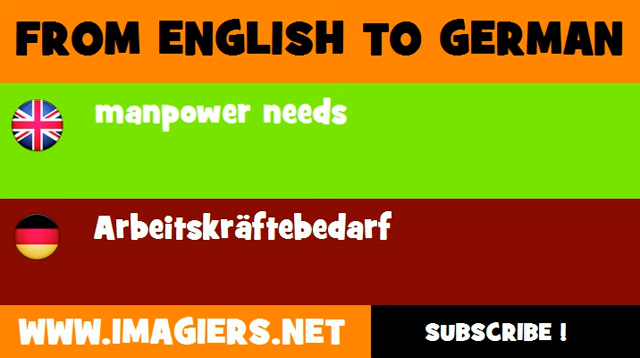 FROM ENGLISH TO GERMAN
manpower needs
Arbeitskräftebedarf
WWW.IMAGIERS.NET
SUBSCRIBE !